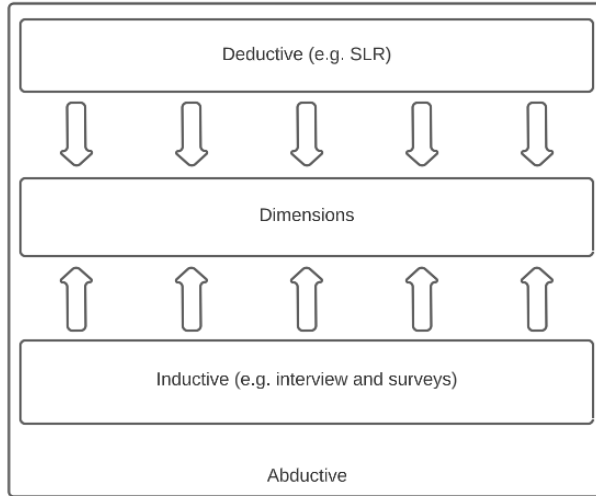 Deductive (e.g. SLR)
Dimensions
Inductive (e.g. interview and surveys)
Abductive